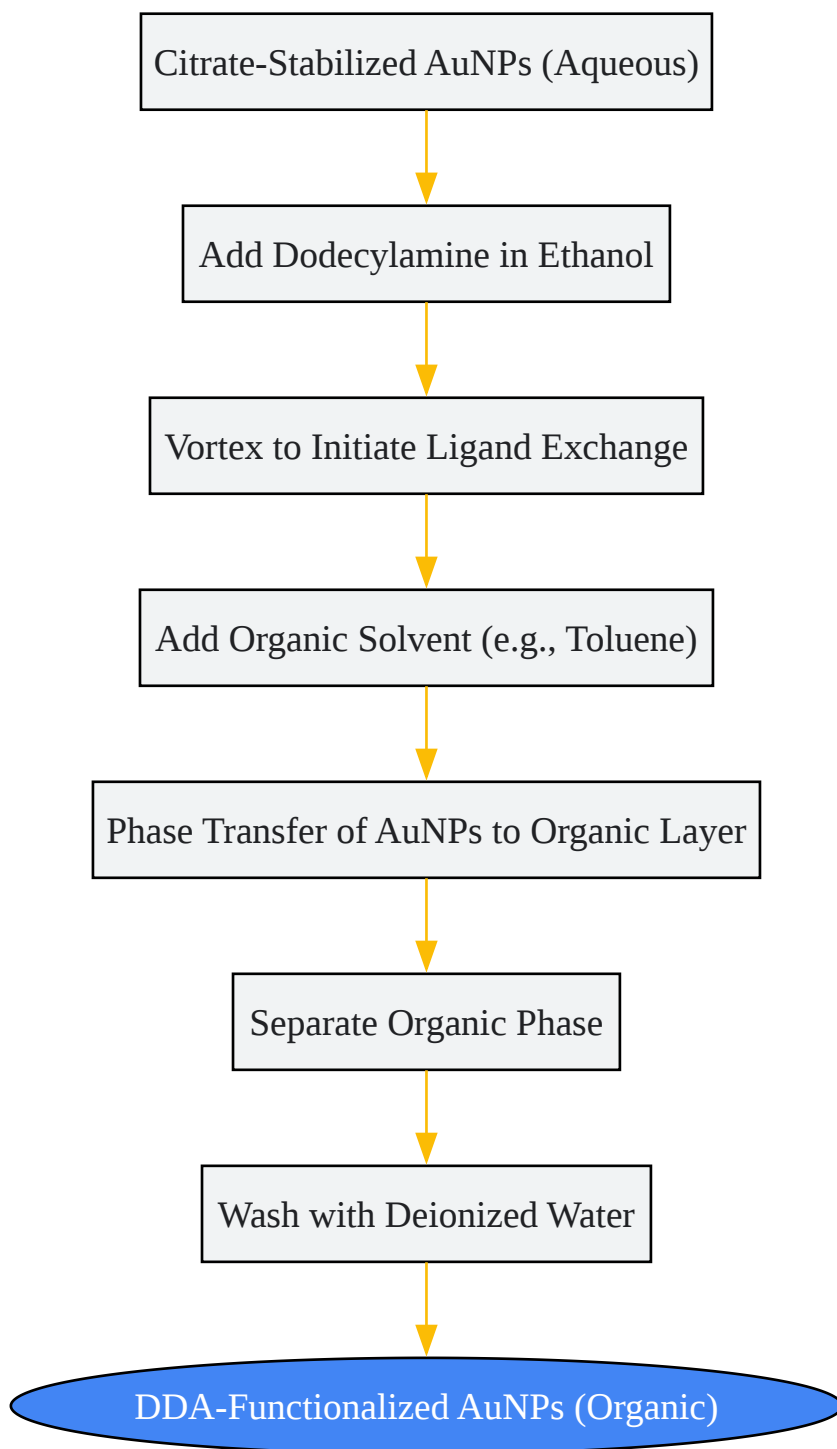 Citrate-Stabilized AuNPs (Aqueous)
Add Dodecylamine in Ethanol
Vortex to Initiate Ligand Exchange
Add Organic Solvent (e.g., Toluene)
Phase Transfer of AuNPs to Organic Layer
Separate Organic Phase
Wash with Deionized Water
DDA-Functionalized AuNPs (Organic)